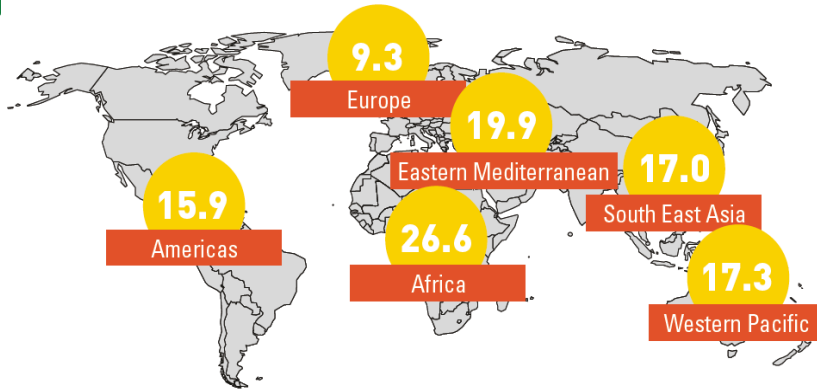 9.3
Europe
19.9
Eastern Mediterranean
17.0
South East Asia
15.9
Americas
26.6
Africa
17.3
Western Pacific